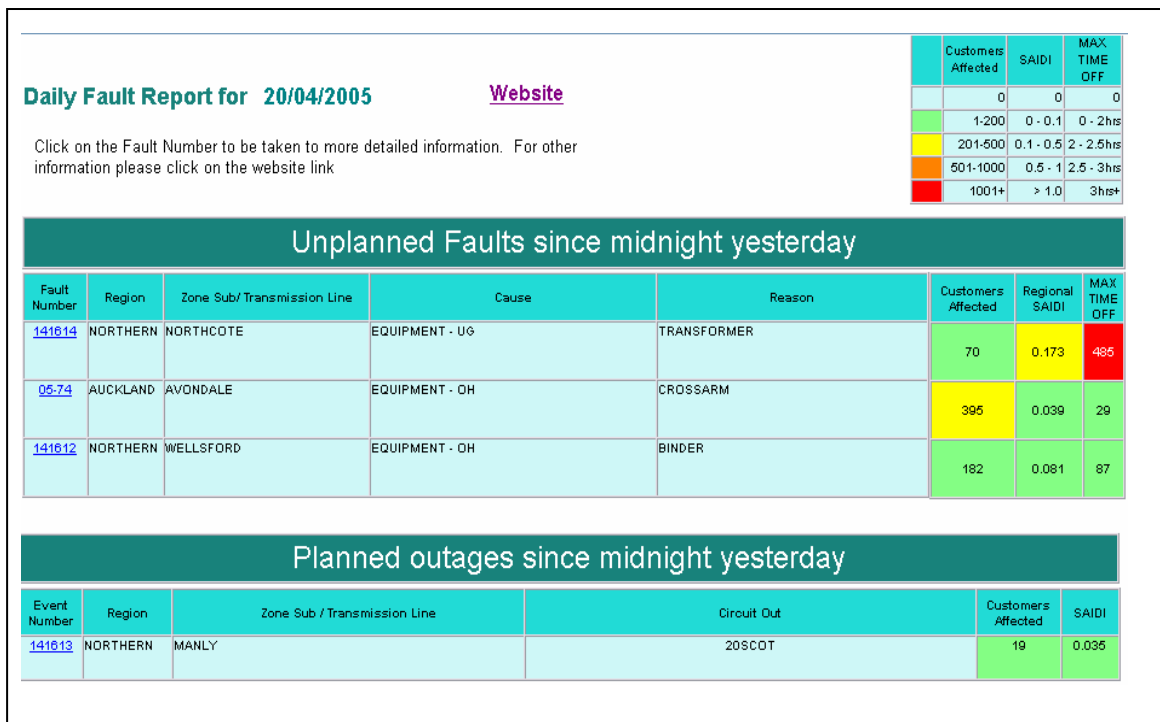 Customers Affected SAIDI MAX TIME OFF
0 0 0
1-200 0 - 0.1 0 - 2hrs
201-500 0.1 - 0.5 2 - 2.5hrs
501-1000 0.5 - 1 2.5 - 3hrs
1001+ > 1.0 3hrs+
Daily Fault Report for 20/04/2005 Website
Click on the Fault Number to be taken to more detailed information. For other
information please click on the website link
Unplanned Faults since midnight yesterday
Fault Number Region Zone Sub/ Transmission Line Cause Reason Customers Affected Regional SAIDI MAX TIME OFF
141614 NORTHERN NORTHCOTE EQUIPMENT - UG TRANSFORMER 70 0.173 485
05-74 AUCKLAND AVONDALE EQUIPMENT - OH CROSSARM 395 0.039 29
141612 NORTHERN WELLSFORD EQUIPMENT - OH BINDER 182 0.081 87
Planned outages since midnight yesterday
Event Number Region Zone Sub / Transmission Line Circuit Out Customers Affected SAIDI
141613 NORTHERN MANLY 20SCOT 19 0.035